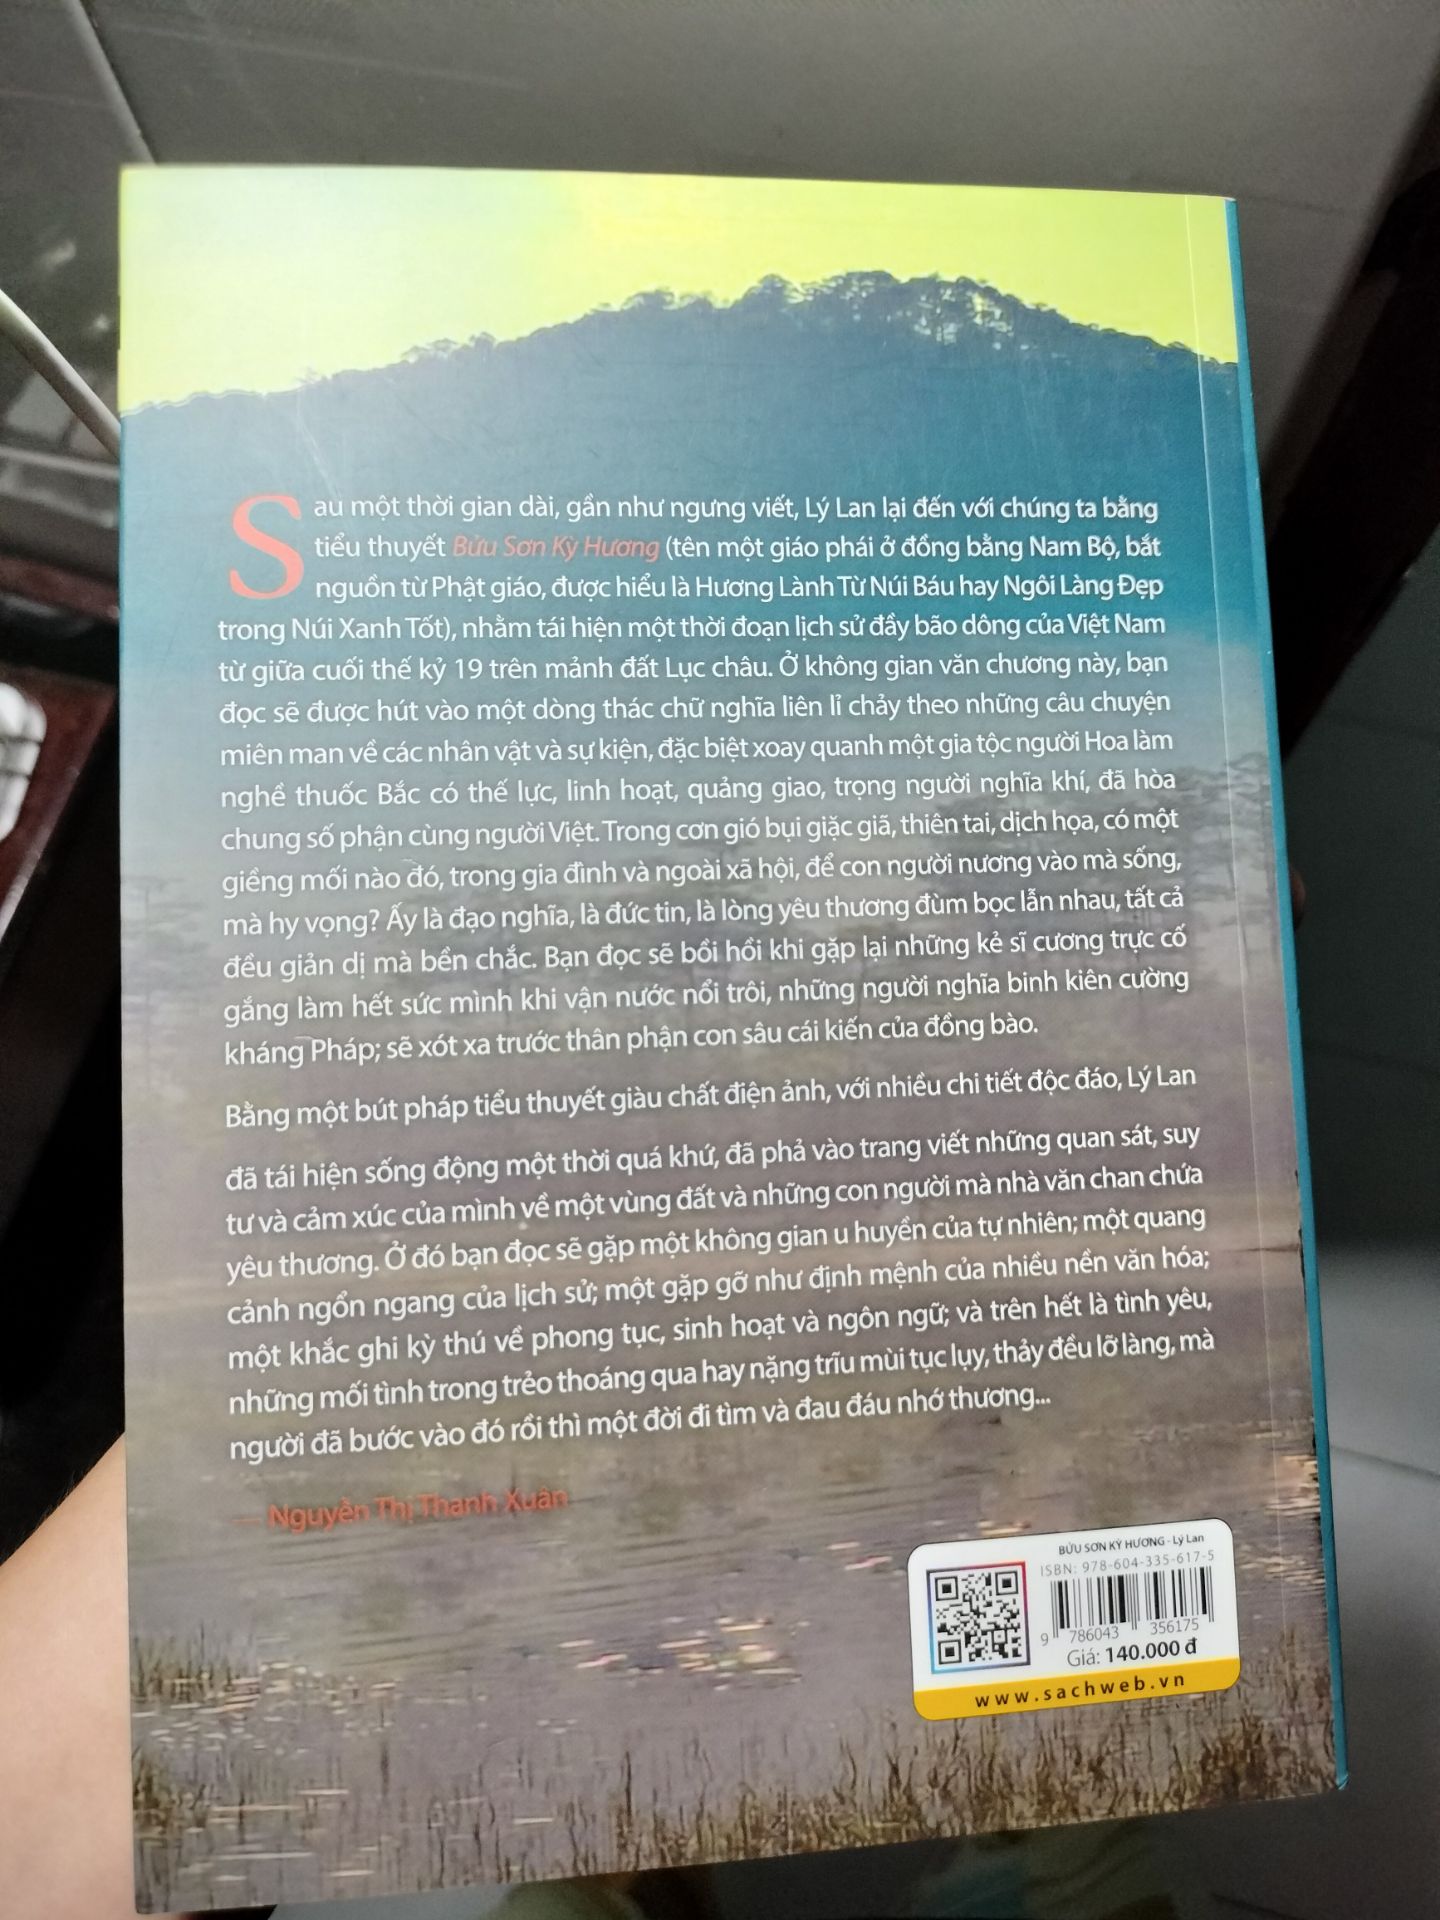 Sau một thời gian dài, gần như ngưng viết, Lý Lan lại đến với chúng ta bằng
tiểu thuyết Bửu Sơn Kỳ Hương (tên một giáo phái ở đồng bằng Nam Bộ, bắt
nguồn từ Phật giáo, được hiểu là Hương Lành Từ Núi Báu hay Ngôi Làng Đẹp
trong Núi Xanh Tốt), nhằm tái hiện một thời đoạn lịch sử đầy bão dông của Việt Nam
từ giữa cuối thế kỷ 19 trên mảnh đất Lục châu. Ở không gian văn chương này, bạn
đọc sẽ được hút vào một dòng thác chữ nghĩa liên lỉ chảy theo những câu chuyện
miên man về các nhân vật và sự kiện, đặc biệt xoay quanh một gia tộc người Hoa làm
nghề thuốc Bắc có thế lực, linh hoạt, quảng giao, trọng người nghĩa khí, đã hòa
chung số phận cùng người Việt. Trong cơn gió bụi giặc giã, thiên tai, dịch họa, có một
giềng mối nào đó, trong gia đình và ngoài xã hội, để con người nương vào mà sống,
mà hy vọng? Ấy là đạo nghĩa, là đức tin, là lòng yêu thương đùm bọc lẫn nhau, tất cả
đều giản dị mà bền chắc. Bạn đọc sẽ bồi hồi khi gặp lại những kẻ sĩ cương trực cố
gắng làm hết sức mình khi vận nước nổi trôi, những người nghĩa binh kiên cường
kháng Pháp; sẽ xót xa trước thân phận con sâu cái kiến của đồng bào.
Bằng một bút pháp tiểu thuyết giàu chất điện ảnh, với nhiều chi tiết độc đáo, Lý Lan
đã tái hiện sống động một thời quá khứ, đã phả vào trang viết những quan sát, suy
tư và cảm xúc của mình về một vùng đất và những con người mà nhà văn chan chứa
yêu thương. Ở đó bạn đọc sẽ gặp một không gian u huyền của tự nhiên; một quang
cảnh ngổn ngang của lịch sử; một gặp gỡ như định mệnh của nhiều nền văn hóa;
một khắc ghi kỳ thú về phong tục, sinh hoạt và ngôn ngữ; và trên hết là tình yêu,
những mối tình trong trẻo thoáng qua hay nặng trĩu mùi tục lụy, thảy đều lỡ làng, mà
người đã bước vào đó rồi thì một đời đi tìm và đau đáu nhớ thương...
— Nguyễn Thị Thanh Xuân
BỬU SƠN KỲ HƯƠNG - Lý Lan
ISBN: 978-604-335-617-5
9 786043 356175
Giá: 140.000 đ
www.sachweb.vn